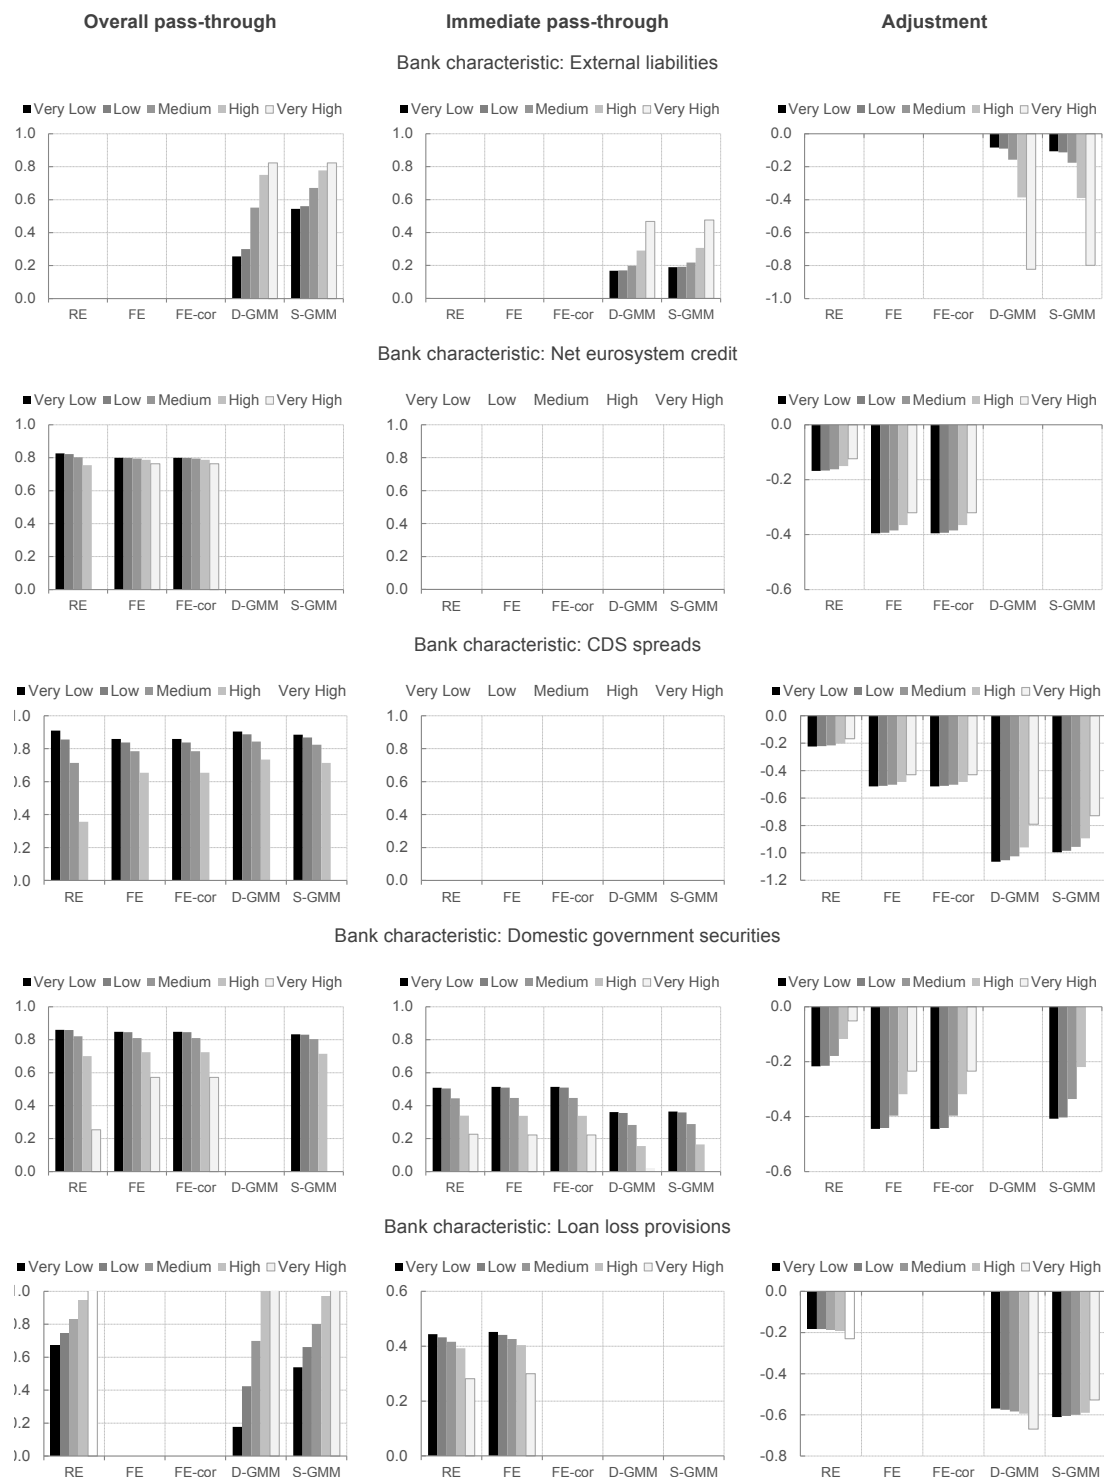 Overall pass-through Immediate pass-through Adjustment
Bank characteristic: External liabilities
Very Low Low Medium High Very High Very Low Low Medium High Very High Very Low Low Medium High Very High
1.0 1.0 0.0
0.8 0.8 -0.2
0.6 0.6 -0.4
0.4 0.4 -0.6
0.2 0.2 -0.8
0.0 0.0 -1.0
RE FE FE-cor D-GMM S-GMM RE FE FE-cor D-GMM S-GMM RE FE FE-cor D-GMM S-GMM
Bank characteristic: Net eurosystem credit
Very Low Low Medium High Very High Very Low Low Medium High Very High Very Low Low Medium High Very High
1.0 1.0 0.0
0.8 0.8 -0.2
0.6 0.6 -0.4
0.4 0.4 -0.6
0.2 0.2
0.0 0.0
RE FE FE-cor D-GMM S-GMM RE FE FE-cor D-GMM S-GMM RE FE FE-cor D-GMM S-GMM
Bank characteristic: CDS spreads
Very Low Low Medium High Very High Very Low Low Medium High Very High Very Low Low Medium High Very High
1.0 0.0
0.8 0.8 -0.2
0.6 0.6 -0.4
0.4 0.4 -0.6
0.2 0.2 -0.8
0.0 -1.0
-1.2
RE FE FE-cor D-GMM S-GMM RE FE FE-cor D-GMM S-GMM RE FE FE-cor D-GMM S-GMM
Bank characteristic: Domestic government securities
Very Low Low Medium High Very High Very Low Low Medium High Very High Very Low Low Medium High Very High
1.0 1.0 0.0
0.8 0.8 -0.2
0.6 0.6 -0.4
0.4 0.4 -0.6
0.2 0.2
0.0 0.0
RE FE FE-cor D-GMM S-GMM RE FE FE-cor D-GMM S-GMM RE FE FE-cor D-GMM S-GMM
Bank characteristic: Loan loss provisions
Very Low Low Medium High Very High Very Low Low Medium High Very High Very Low Low Medium High Very High
0.6 0.0
0.4 -0.2
0.2 -0.4
0.0 -0.6
-0.8
RE FE FE-cor D-GMM S-GMM RE FE FE-cor D-GMM S-GMM RE FE FE-cor D-GMM S-GMM